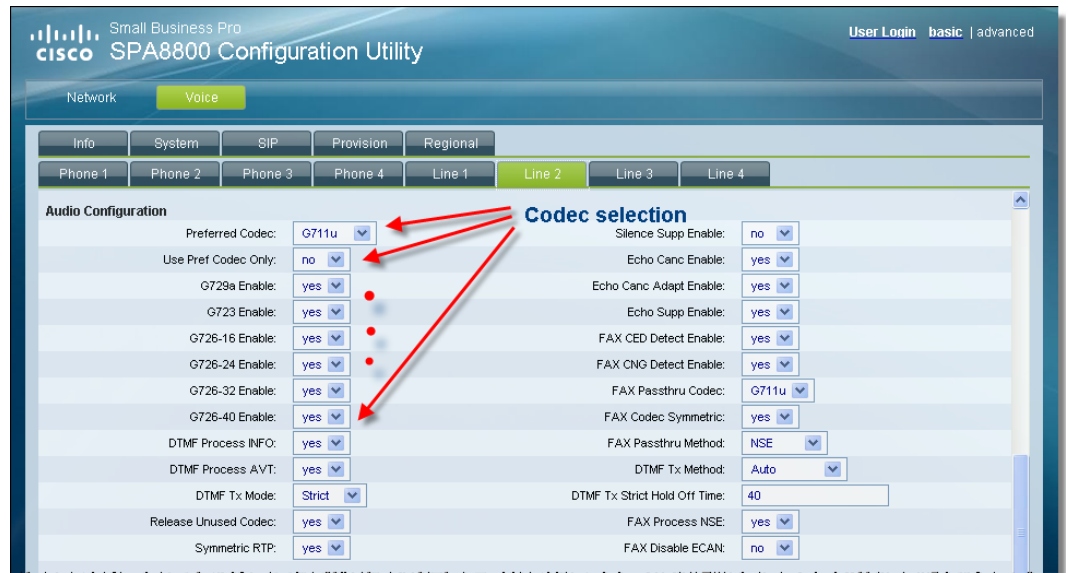 Small Business Pro
User Login basic | advanced
CISCO SPA8800 Configuration Utility
Network Voice
Info System SIP Provision Regional
Phone 1 Phone 2 Phone 3 Phone 4 Line 1 Line 2 Line 3 Line 4
Audio Configuration
Codec selection
Preferred Codec: G711u Silence Supp Enable: no
Use Pref Codec Only: no Echo Canc Enable: yes
G729a Enable: yes Echo Canc Adapt Enable: yes
G723 Enable: yes Echo Supp Enable: yes
G726-16 Enable: yes FAX CED Detect Enable: yes
G726-24 Enable: yes FAX CNG Detect Enable: yes
G726-32 Enable: yes FAX Passthru Codec: G711u
G726-40 Enable: yes FAX Codec Symmetric: yes
DTMF Process INFO: yes FAX Passthru Method: NSE
DTMF Process AVT: yes DTMF Tx Method: Auto
DTMF Tx Mode: Strict DTMF Tx Strict Hold Off Time: 40
Release Unused Codec: yes FAX Process NSE: yes
Symmetric RTP: yes FAX Disable ECAN: no